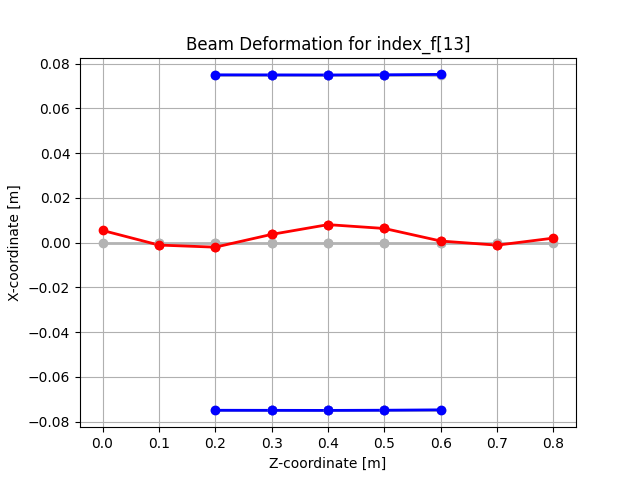 Beam Deformation for index_f[13]
X-coordinate [m]
0.08
0.06
0.04
0.02
0.00
−0.02
−0.04
−0.06
−0.08
0.0 0.1 0.2 0.3 0.4 0.5 0.6 0.7 0.8
Z-coordinate [m]